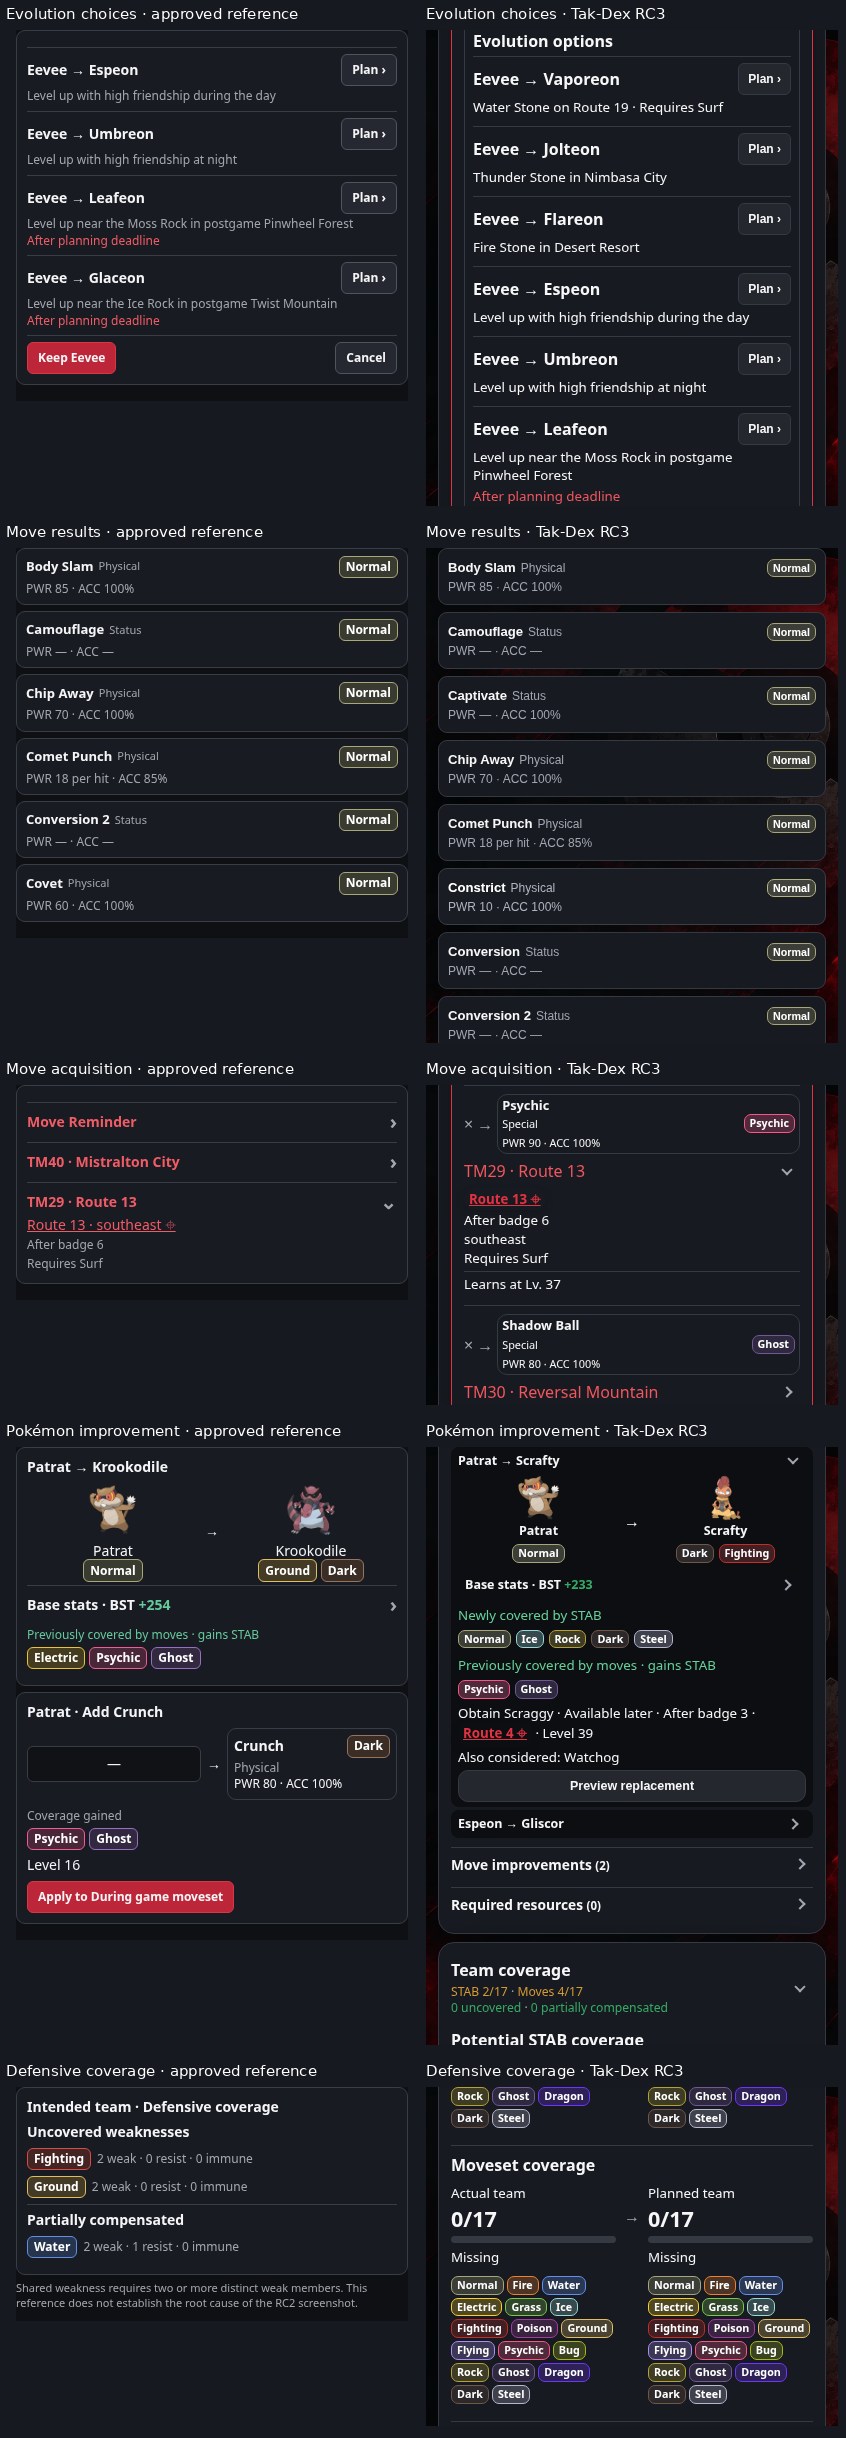 Evolution choices · approved reference
Eevee → Espeon
Plan ›
Level up with high friendship during the day
Eevee → Umbreon
Plan ›
Level up with high friendship at night
Eevee → Leafeon
Plan ›
Level up near the Moss Rock in postgame Pinwheel Forest
After planning deadline
Eevee → Glaceon
Plan ›
Level up near the Ice Rock in postgame Twist Mountain
After planning deadline
Keep Eevee
Cancel
Evolution choices · Tak-Dex RC3
Evolution options
Eevee → Vaporeon
Plan ›
Water Stone on Route 19 · Requires Surf
Eevee → Jolteon
Plan ›
Thunder Stone in Nimbasa City
Eevee → Flareon
Plan ›
Fire Stone in Desert Resort
Eevee → Espeon
Plan ›
Level up with high friendship during the day
Eevee → Umbreon
Plan ›
Level up with high friendship at night
Eevee → Leafeon
Plan ›
Level up near the Moss Rock in postgame
Pinwheel Forest
After planning deadline
Move results · approved reference
Body Slam Physical
Normal
PWR 85 · ACC 100%
Camouflage Status
Normal
PWR — · ACC —
Chip Away Physical
Normal
PWR 70 · ACC 100%
Comet Punch Physical
Normal
PWR 18 per hit · ACC 85%
Conversion 2 Status
Normal
PWR — · ACC —
Covet Physical
Normal
PWR 60 · ACC 100%
Move results · Tak-Dex RC3
Body Slam Physical
Normal
PWR 85 · ACC 100%
Camouflage Status
Normal
PWR — · ACC —
Captivate Status
Normal
PWR — · ACC 100%
Chip Away Physical
Normal
PWR 70 · ACC 100%
Comet Punch Physical
Normal
PWR 18 per hit · ACC 85%
Constrict Physical
Normal
PWR 10 · ACC 100%
Conversion Status
Normal
PWR — · ACC —
Conversion 2 Status
Normal
PWR — · ACC —
Move acquisition · approved reference
Move Reminder ›
TM40 · Mistralton City ›
TM29 · Route 13
Route 13 · southeast ⌖
After badge 6
Requires Surf
Move acquisition · Tak-Dex RC3
× →
Psychic
Special
PWR 90 · ACC 100%
Psychic
TM29 · Route 13
Route 13 ⌖
After badge 6
southeast
Requires Surf
Learns at Lv. 37
× →
Shadow Ball
Special
PWR 80 · ACC 100%
Ghost
TM30 · Reversal Mountain
Pokémon improvement · approved reference
Patrat → Krookodile
→
Patrat
Krookodile
Normal
Ground Dark
Base stats · BST +254 ›
Previously covered by moves · gains STAB
Electric Psychic Ghost
Patrat · Add Crunch
— →
Crunch
Dark
Physical
PWR 80 · ACC 100%
Coverage gained
Psychic Ghost
Level 16
Apply to During game moveset
Pokémon improvement · Tak-Dex RC3
Patrat → Scrafty
→
Patrat
Scrafty
Normal
Dark Fighting
Base stats · BST +233
Newly covered by STAB
Normal Ice Rock Dark Steel
Previously covered by moves · gains STAB
Psychic Ghost
Obtain Scraggy · Available later · After badge 3 ·
Route 4 ⌖ · Level 39
Also considered: Watchog
Preview replacement
Espeon → Gliscor
Move improvements (2)
Required resources (0)
Team coverage
STAB 2/17 · Moves 4/17
0 uncovered · 0 partially compensated
Potential STAB coverage
Defensive coverage · approved reference
Intended team · Defensive coverage
Uncovered weaknesses
Fighting 2 weak · 0 resist · 0 immune
Ground 2 weak · 0 resist · 0 immune
Partially compensated
Water 2 weak · 1 resist · 0 immune
Shared weakness requires two or more distinct weak members. This
reference does not establish the root cause of the RC2 screenshot.
Defensive coverage · Tak-Dex RC3
Rock Ghost Dragon
Dark Steel
Rock Ghost Dragon
Dark Steel
Moveset coverage
Actual team
0/17
Missing
Normal Fire Water
Electric Grass Ice
Fighting Poison Ground
Flying Psychic Bug
Rock Ghost Dragon
Dark Steel
→
Planned team
0/17
Missing
Normal Fire Water
Electric Grass Ice
Fighting Poison Ground
Flying Psychic Bug
Rock Ghost Dragon
Dark Steel